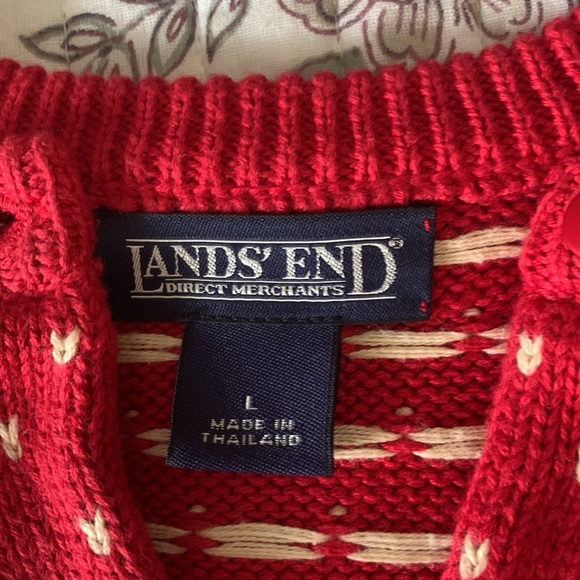 LANDS' END®
DIRECT MERCHANTS
L
MADE IN
THAILAND